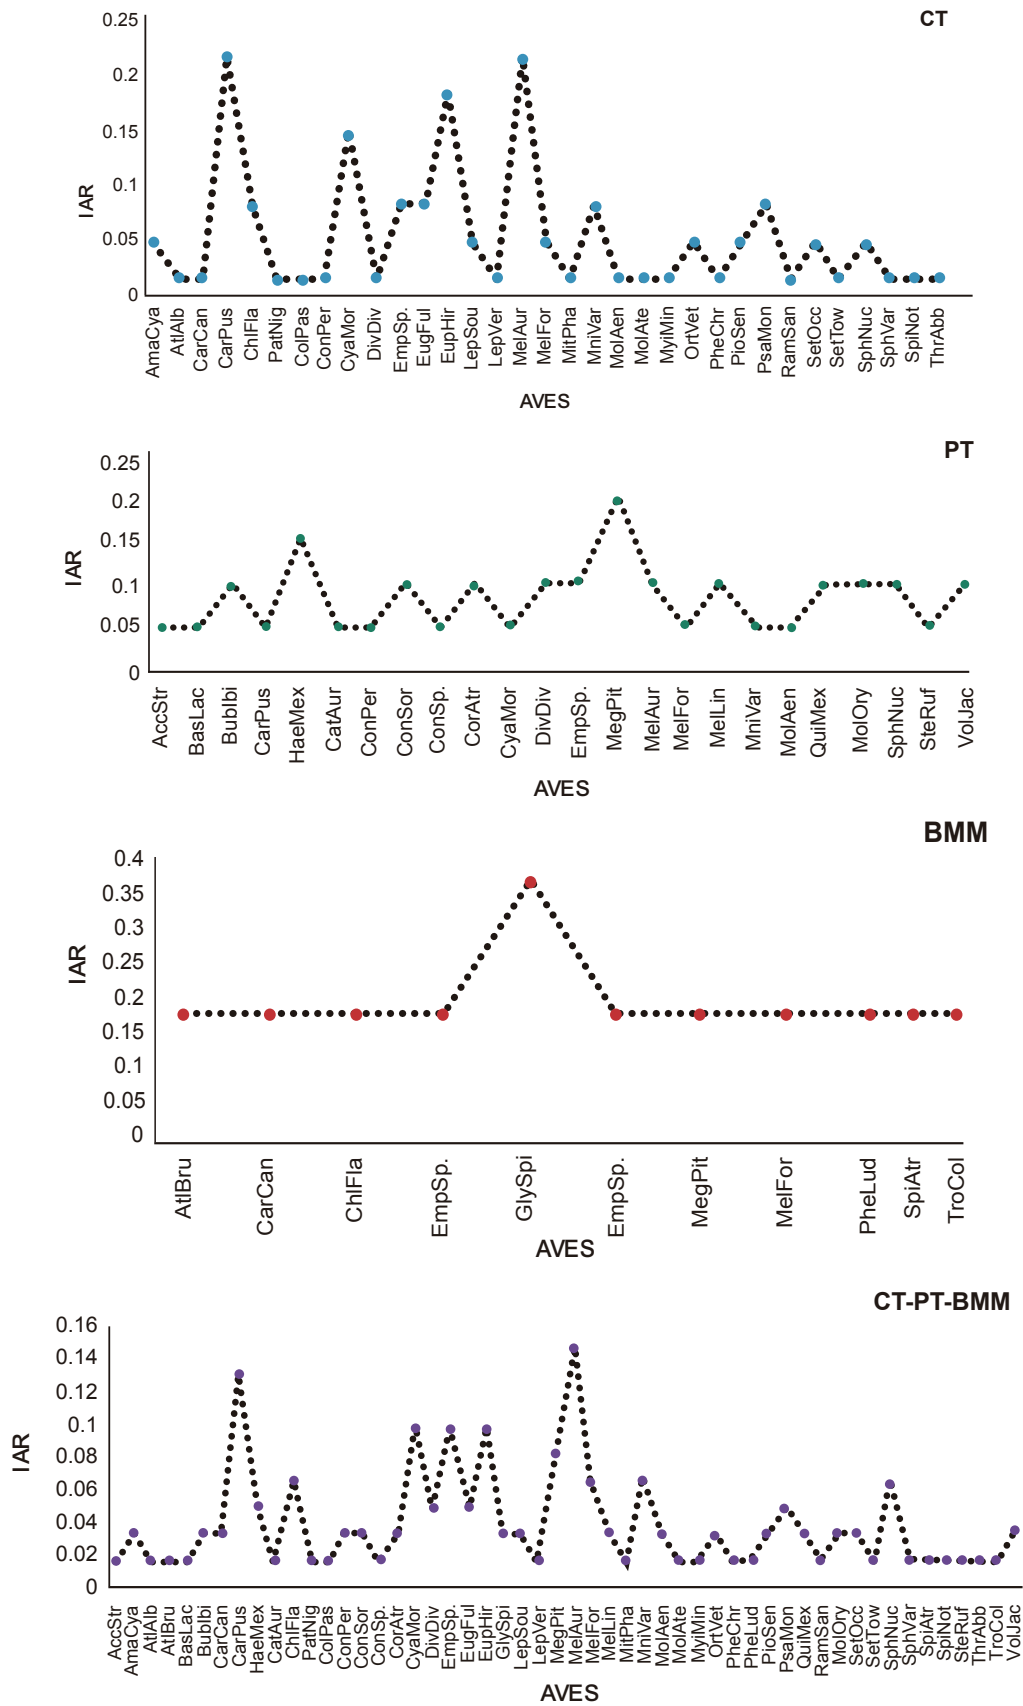 CT
0.25
0.2
0.15
0.1
0.05
0
IAR
AmaCya AtlAlb CarCan CarPus ChlFla PatNig ColPas ConPer CyaMor DivDiv EmpSp. EugFul EupHir LepSou LepVer MelAur MelFor MitPha MniVar MolAen MolAte MyiMin OrtVet PheChr PioSen PsaMon RamSan SetOcc SetTow SphNuc SphVar SpiNot ThrAbb
AVES
PT
0.25
0.2
0.15
0.1
0.05
0
IAR
AccStr BasLac BubIbi CarPus HaeMex CatAur ConPer ConSor ConSp. CorAtr CyaMor DivDiv EmpSp. MegPit MelAur MelFor MelLin MniVar MolAen QuiMex MolOry SphNuc SteRuf VolJac
AVES
BMM
0.4
0.35
0.3
0.25
0.2
0.15
0.1
0.05
0
IAR
AtlBru CarCan ChlFla EmpSp. GlySpi EmpSp. MegPit MelFor PheLud SpiAtr TroCol
AVES
CT-PT-BMM
0.16
0.14
0.12
0.1
0.08
0.06
0.04
0.02
0
IAR
AccStr AmaCya AtlAlb AtlBru BasLac BubIbi CarCan CarPus HaeMex CatAur ChlFla PatNig ColPas ConPer ConSor ConSp. CorAtr CyaMor DivDiv EmpSp. EugFul EupHir GlySpi LepSou LepVer MegPit MelAur MelFor MelLin MitPha MniVar MolAen MolAte MyiMin OrtVet PheChr PheLud PioSen PsaMon QuiMex RamSan MolOry SetOcc SetTow SphNuc SphVar SpiAtr SpiNot SteRuf ThrAbb TroCol VolJac
AVES